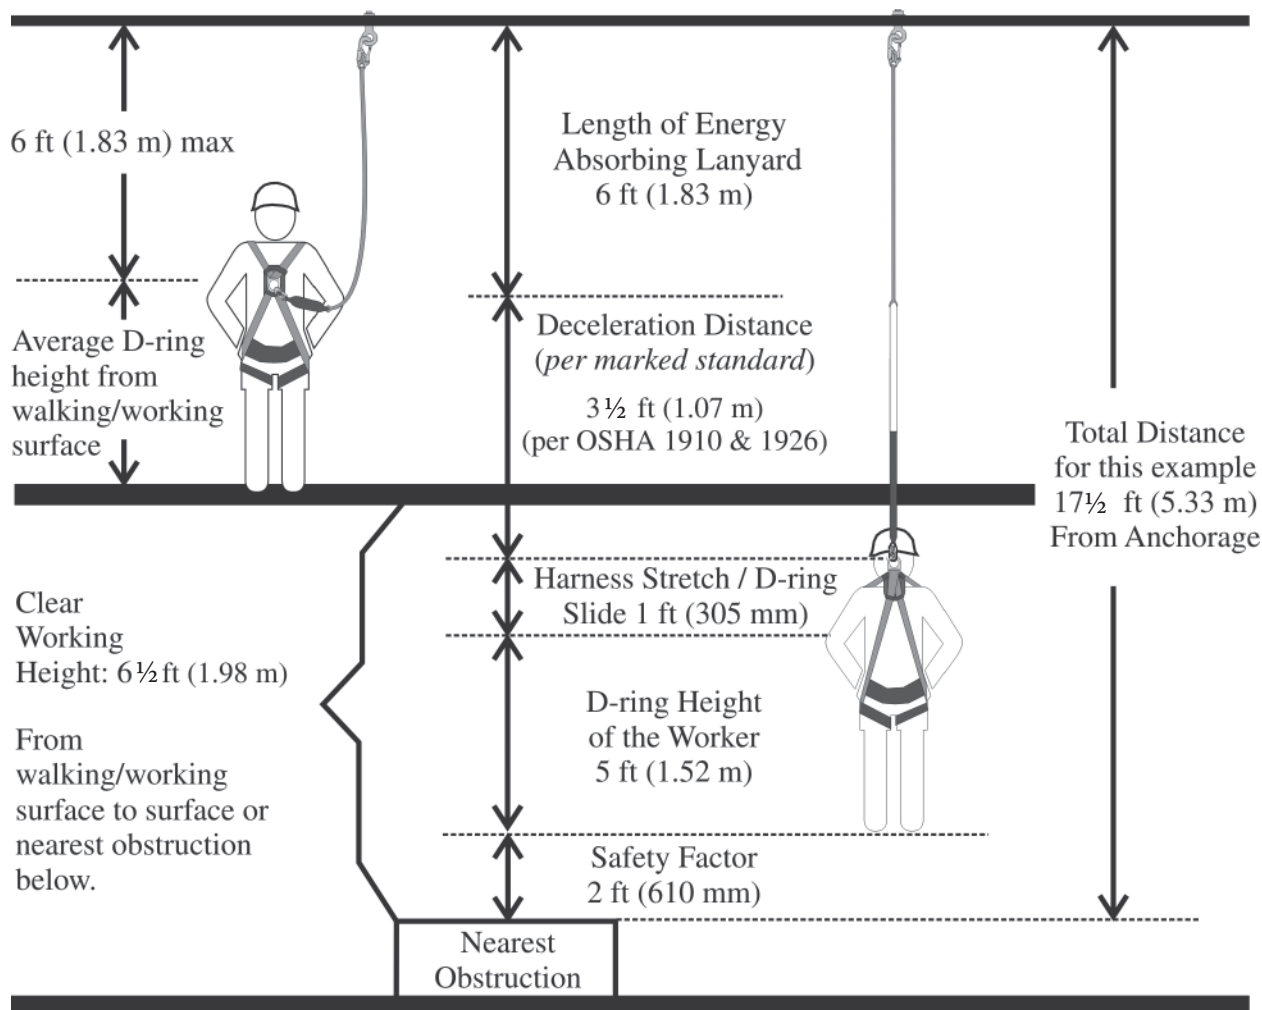 6 ft (1.83 m) max
Average D-ring
height from
walking/working
surface
Length of Energy
Absorbing Lanyard
6 ft (1.83 m)
Deceleration Distance
(per marked standard)
3½ ft (1.07 m)
(per OSHA 1910 & 1926)
Harness Stretch / D-ring
Slide 1 ft (305 mm)
D-ring Height
of the Worker
5 ft (1.52 m)
Safety Factor
2 ft (610 mm)
Nearest
Obstruction
Total Distance
for this example
17½ ft (5.33 m)
From Anchorage
Clear
Working
Height: 6½ ft (1.98 m)
From
walking/working
surface to surface or
nearest obstruction
below.